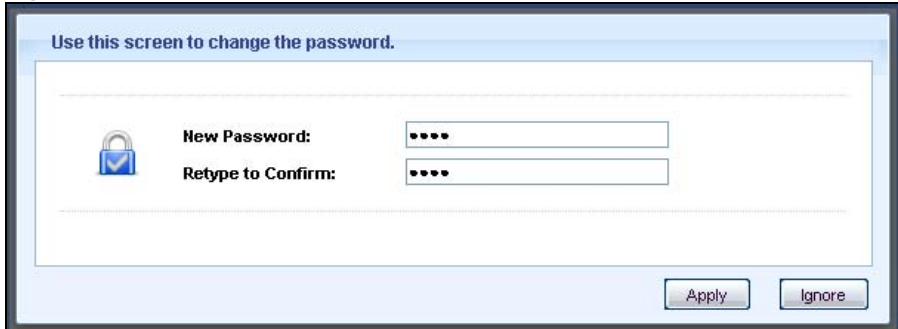 Use this screen to change the password.
New Password: ••••
Retype to Confirm: ••••
Apply Ignore